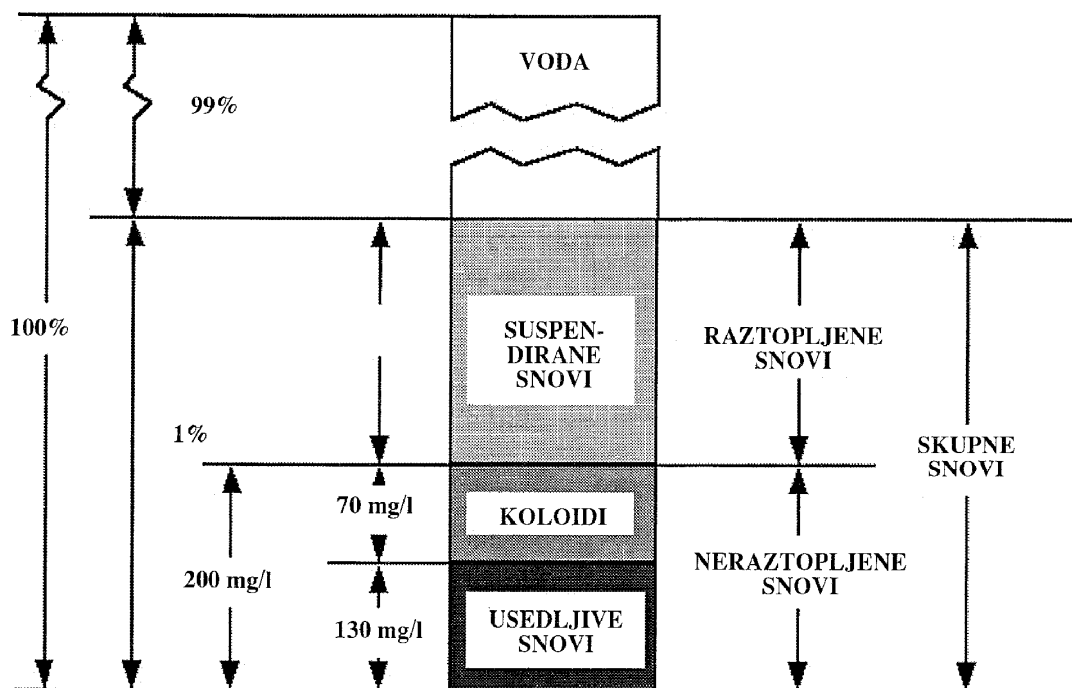 VODA
99%
100%
SUSPEN-
DIRANE
SNOVI
RAZTOPLJENE
SNOVI
1%
SKUPNE
SNOVI
70 mg/l
KOLOIDI
200 mg/l
NERAZTOPLJENE
SNOVI
130 mg/l
USEDLJIVE
SNOVI